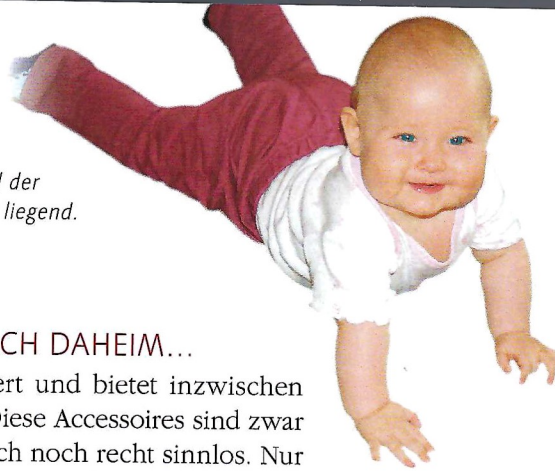 der
liegend.
CH DAHEIM...
ert und bietet inzwischen
Diese Accessoires sind zwar
ch noch recht sinnlos. Nur